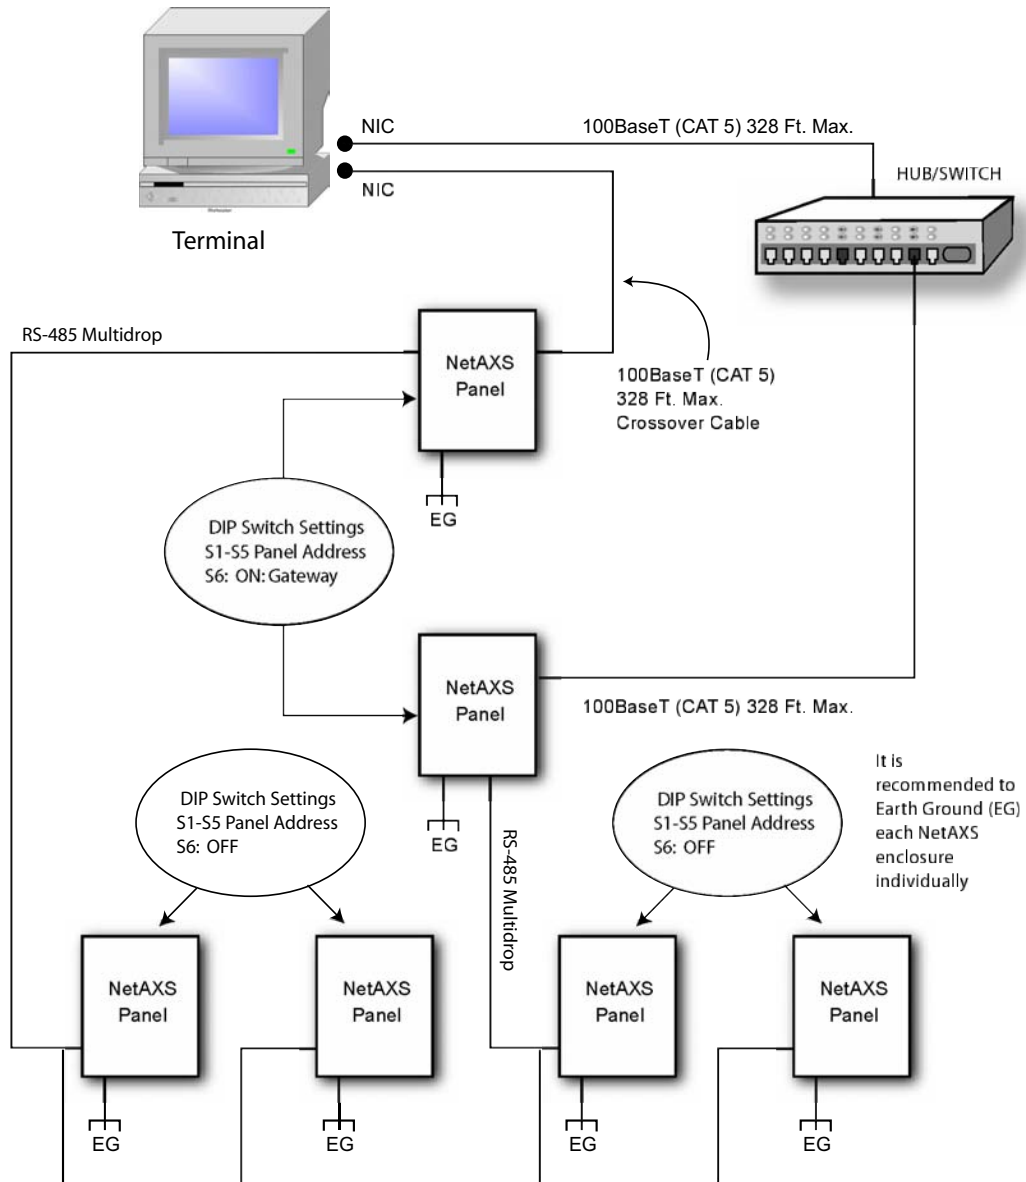 NIC
100BaseT (CAT 5) 328 Ft. Max.
NIC
HUB/SWITCH
Terminal
RS-485 Multidrop
NetAXS
Panel
100BaseT (CAT 5)
328 Ft. Max.
Crossover Cable
EG
DIP Switch Settings
S1-S5 Panel Address
S6: ON: Gateway
NetAXS
Panel
100BaseT (CAT 5) 328 Ft. Max.
EG
RS-485 Multidrop
DIP Switch Settings
S1-S5 Panel Address
S6: OFF
DIP Switch Settings
S1-S5 Panel Address
S6: OFF
It is
recommended to
Earth Ground (EG)
each NetAXS
enclosure
individually
NetAXS
Panel
NetAXS
Panel
NetAXS
Panel
NetAXS
Panel
EG
EG
EG
EG